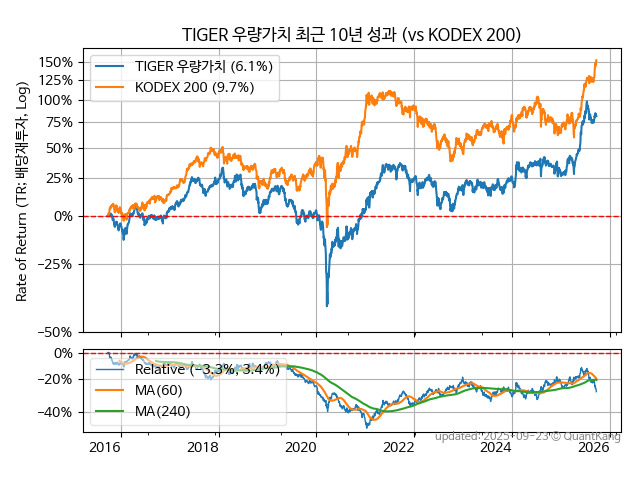 TIGER 우량가치 최근 10년 성과 (vs KODEX 200)
Rate of Return (TR: 배당재투자, Log)
150%
125%
100%
75%
50%
25%
0%
−25%
−50%
TIGER 우량가치 (6.1%)
KODEX 200 (9.7%)
0%
−20%
−40%
Relative (−3.3%, 3.4%)
MA(60)
MA(240)
updated: 2025-09-23 © QuantKang
2016 2018 2020 2022 2024 2026